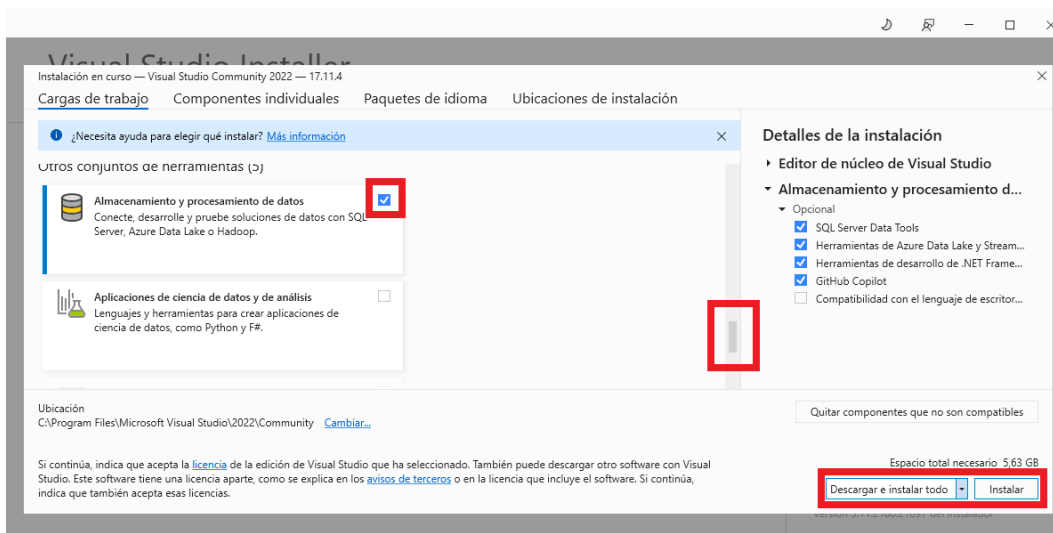 Visual Studio Installer
Instalación en curso — Visual Studio Community 2022 — 17.11.4
Cargas de trabajo Componentes individuales Paquetes de idioma Ubicaciones de instalación
¿Necesita ayuda para elegir qué instalar? Más información
Otros conjuntos de herramientas (5)
Almacenamiento y procesamiento de datos
Conecte, desarrolle y pruebe soluciones de datos con SQL
Server, Azure Data Lake o Hadoop.
Aplicaciones de ciencia de datos y de análisis
Lenguajes y herramientas para crear aplicaciones de
ciencia de datos, como Python y F#.
Detalles de la instalación
Editor de núcleo de Visual Studio
Almacenamiento y procesamiento d...
Opcional
SQL Server Data Tools
Herramientas de Azure Data Lake y Stream...
Herramientas de desarrollo de .NET Frame...
GitHub Copilot
Compatibilidad con el lenguaje de escritor...
Ubicación
C:\Program Files\Microsoft Visual Studio\2022\Community Cambiar...
Quitar componentes que no son compatibles
Si continúa, indica que acepta la licencia de la edición de Visual Studio que ha seleccionado. También puede descargar otro software con Visual
Studio. Este software tiene una licencia aparte, como se explica en los avisos de terceros o en la licencia que incluye el software. Si continúa,
indica que también acepta esas licencias.
Espacio total necesario 5,63 GB
Descargar e instalar todo Instalar
del instalador